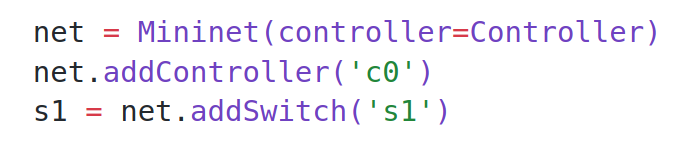 net = Mininet(controller=Controller)
net.addController('c0')
s1 = net.addSwitch('s1')